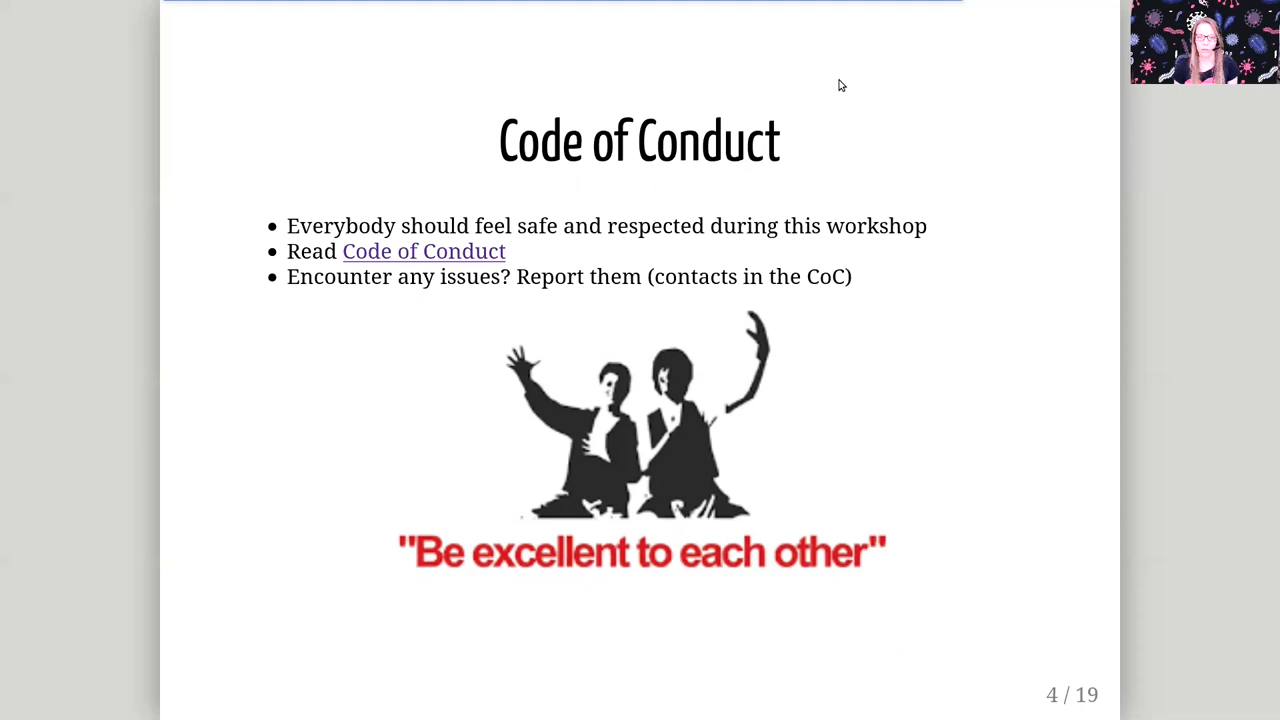 Code of Conduct
Everybody should feel safe and respected during this workshop
Read Code of Conduct
Encounter any issues? Report them (contacts in the CoC)
"Be excellent to each other"
4 / 19